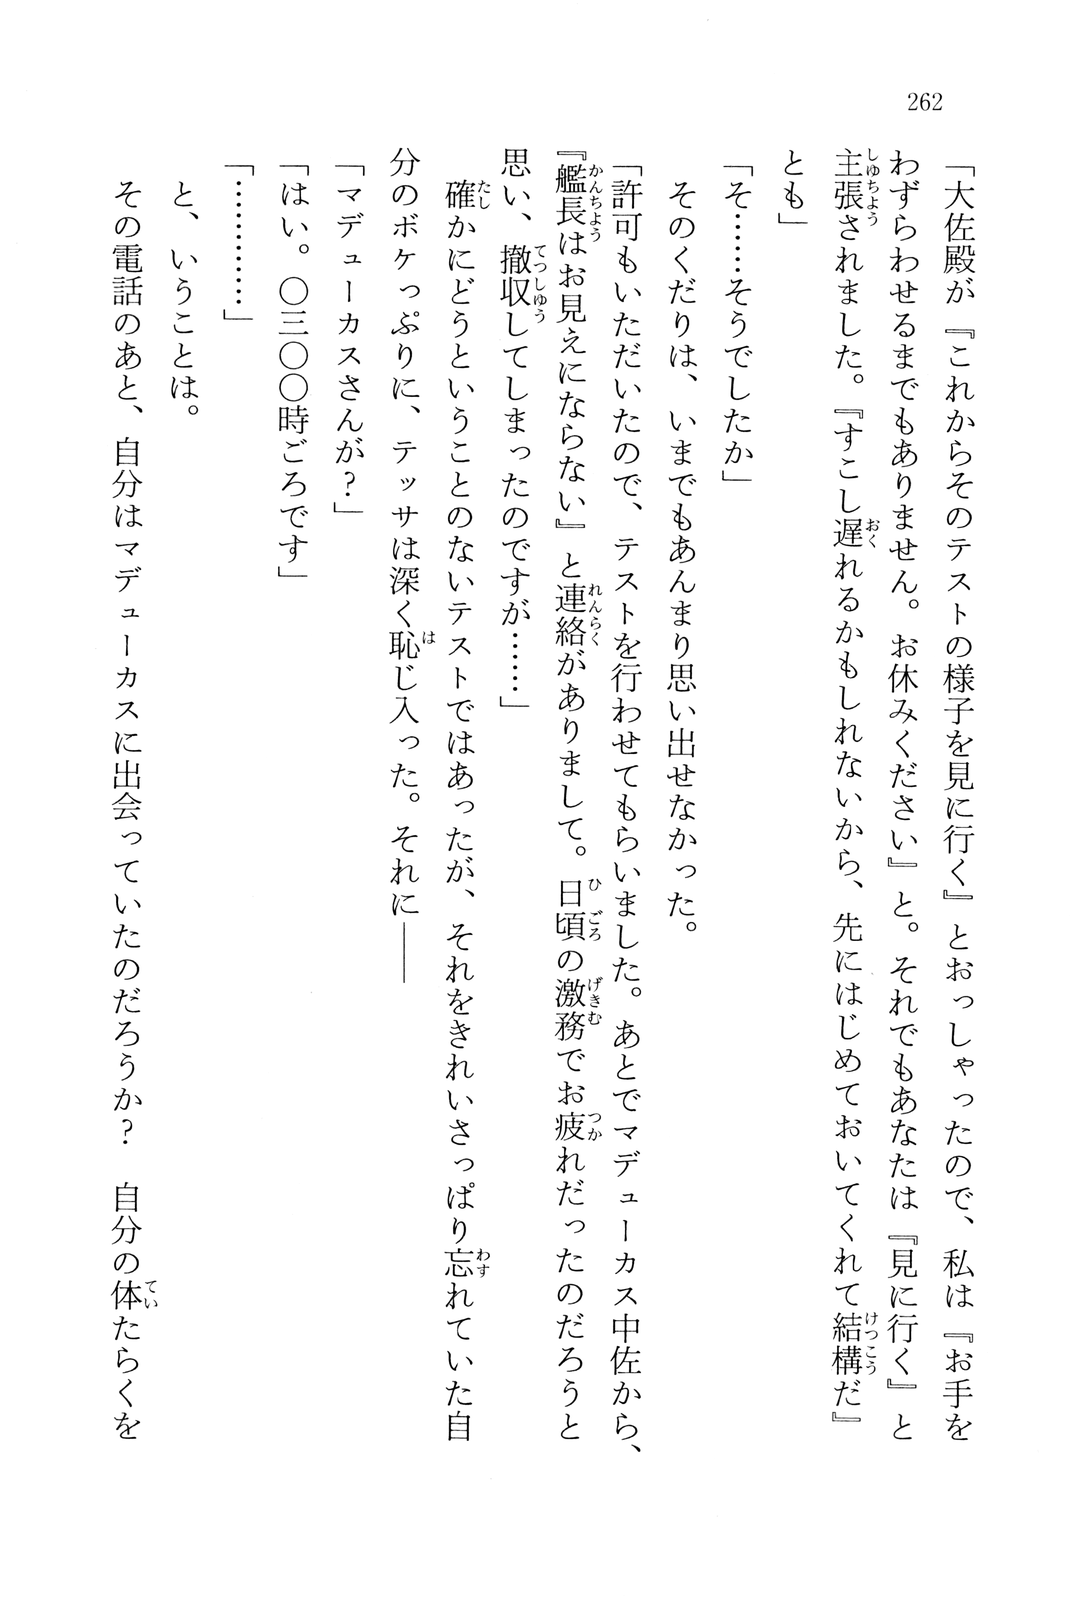 262
「大佐殿が『これからそのテストの様子を見に行く』とおっしゃったので、私は『お手を
わずらわせるまでもありません。お休みください』と。それでもあなたは『見に行く』と
主張されました。『すこし遅れるかもしれないから、先にはじめておいてくれて結構だ』
とも」
「そ……そうでしたか」
そのくだりは、いまでもあんまり思い出せなかった。
「許可もいただいたので、テストを行わせてもらいました。あとでマデューカス中佐から、
『艦長はお見えにならない』と連絡がありまして。日頃の激務でお疲れだったのだろうと
思い、撤収してしまったのですが……」
確かにどうということのないテストではあったが、それをきれいさっぱり忘れていた自
分のボケっぷりに、テッサは深く恥じ入った。それに――
「マデューカスさんが？」
「はい。〇三〇〇時ごろです」
「…………」
と、いうことは。
その電話のあと、自分はマデューカスに出会っていたのだろうか？　自分の体たらくを